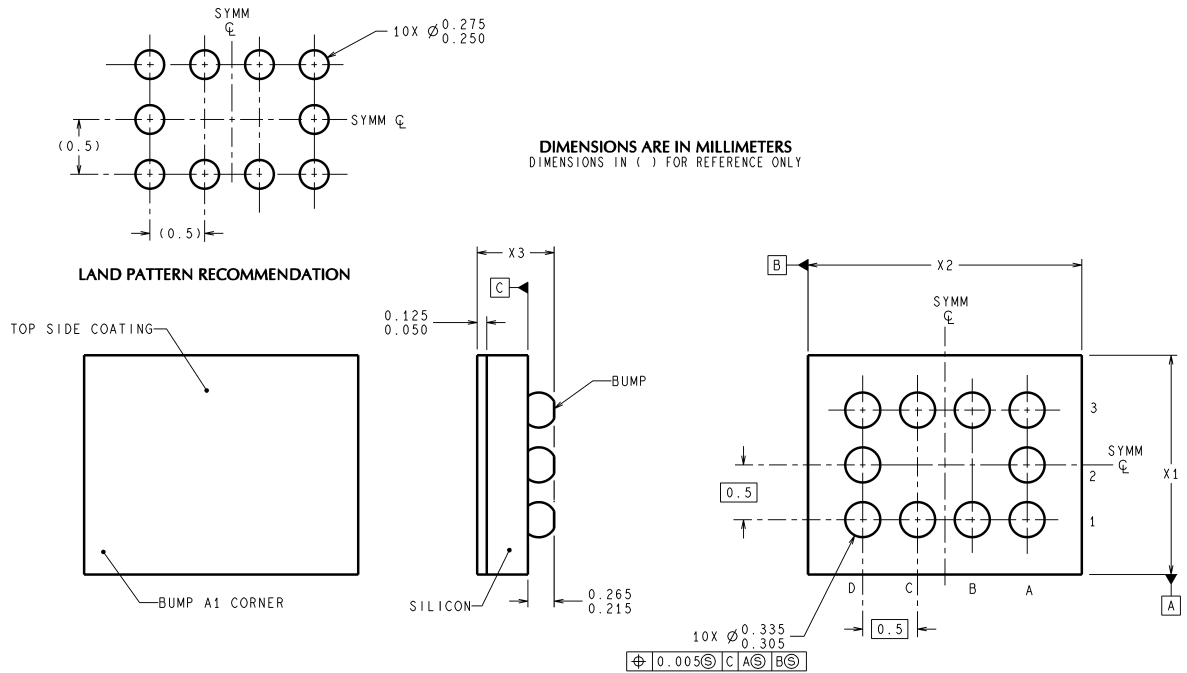 SYMM
℄
10X ⌀ 0.275
0.250
SYMM ℄
(0.5)
(0.5)
DIMENSIONS ARE IN MILLIMETERS
DIMENSIONS IN ( ) FOR REFERENCE ONLY
LAND PATTERN RECOMMENDATION
X3
C
0.125
0.050
TOP SIDE COATING
BUMP
BUMP A1 CORNER
SILICON
0.265
0.215
B
X2
SYMM
℄
3
SYMM
℄
2
X1
0.5
1
D C B A
A
0.5
10X ⌀ 0.335
0.305
⌖ 0.005Ⓢ C AⓈ BⓈ